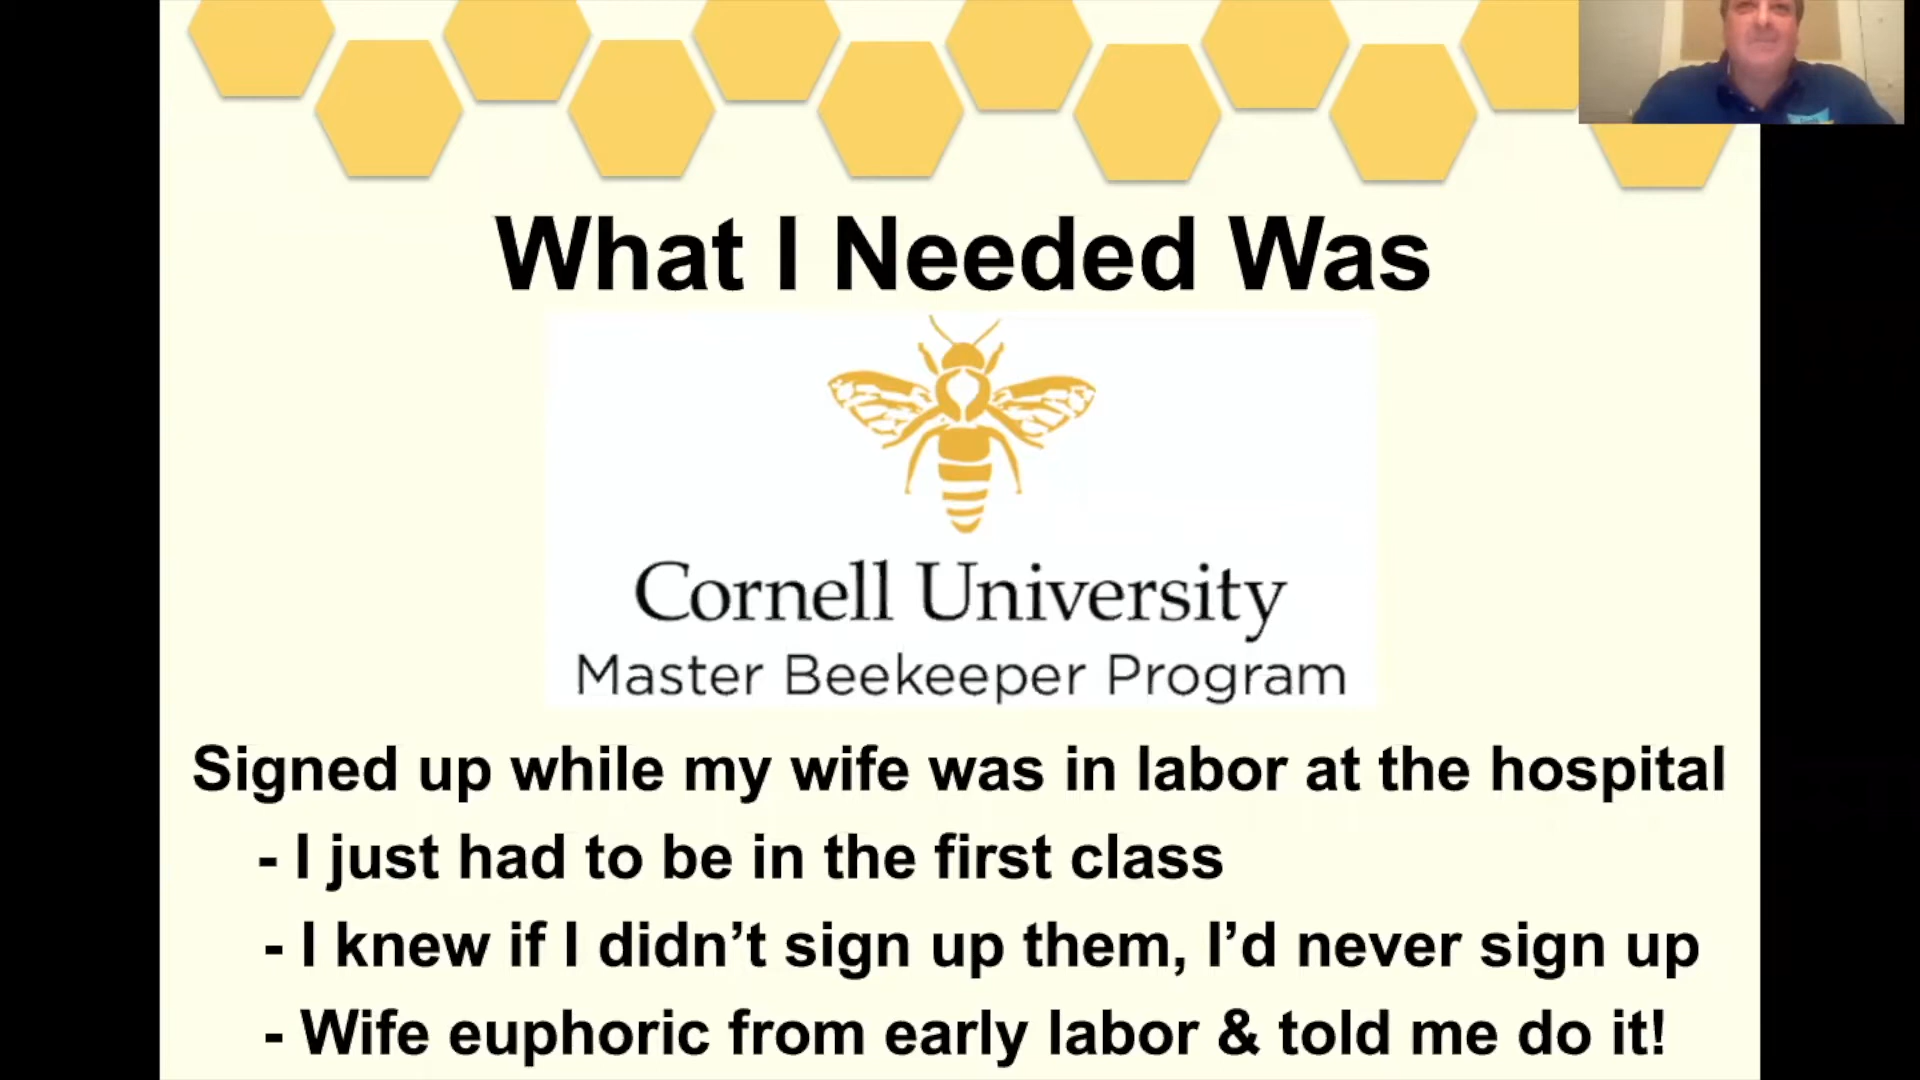 What I Needed Was
Cornell University
Master Beekeeper Program
Signed up while my wife was in labor at the hospital
- I just had to be in the first class
- I knew if I didn’t sign up them, I’d never sign up
- Wife euphoric from early labor & told me do it!